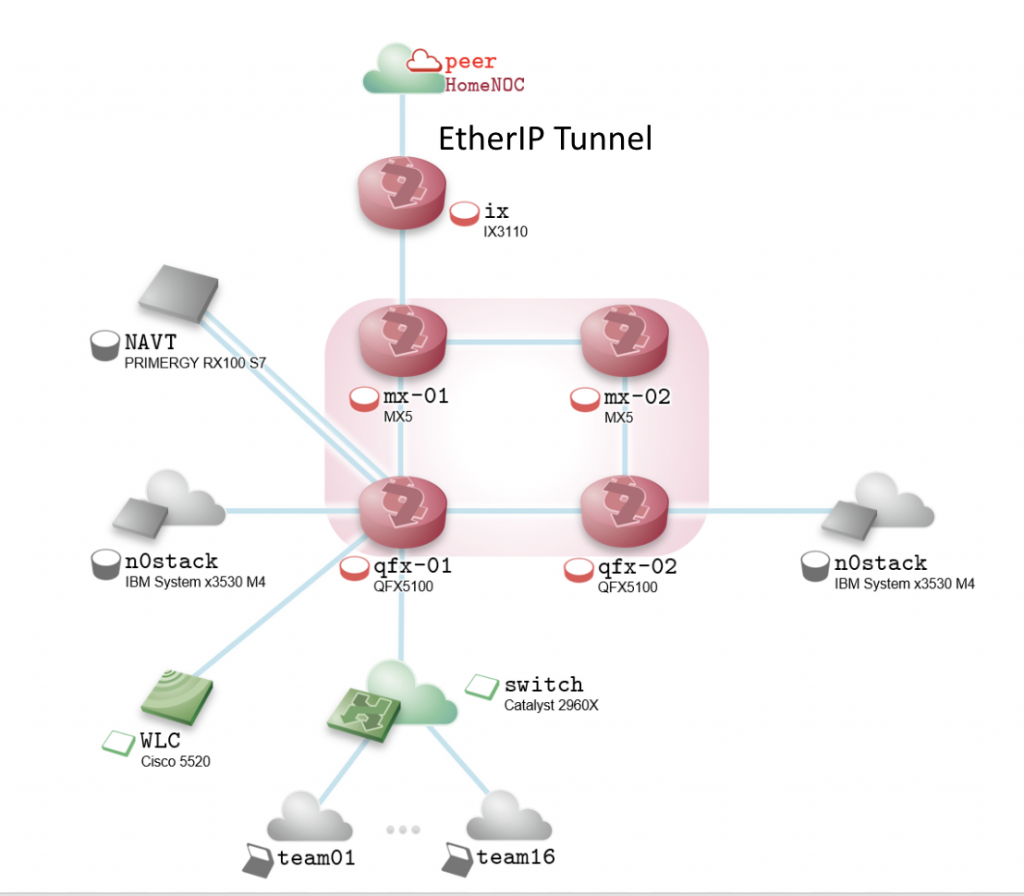 peer
HomeNOC
EtherIP Tunnel
ix
IX3110
NAVT
PRIMERGY RX100 S7
mx-01
MX5
mx-02
MX5
n0stack
IBM System x3530 M4
qfx-01
QFX5100
qfx-02
QFX5100
n0stack
IBM System x3530 M4
switch
Catalyst 2960X
WLC
Cisco 5520
team01
...
team16